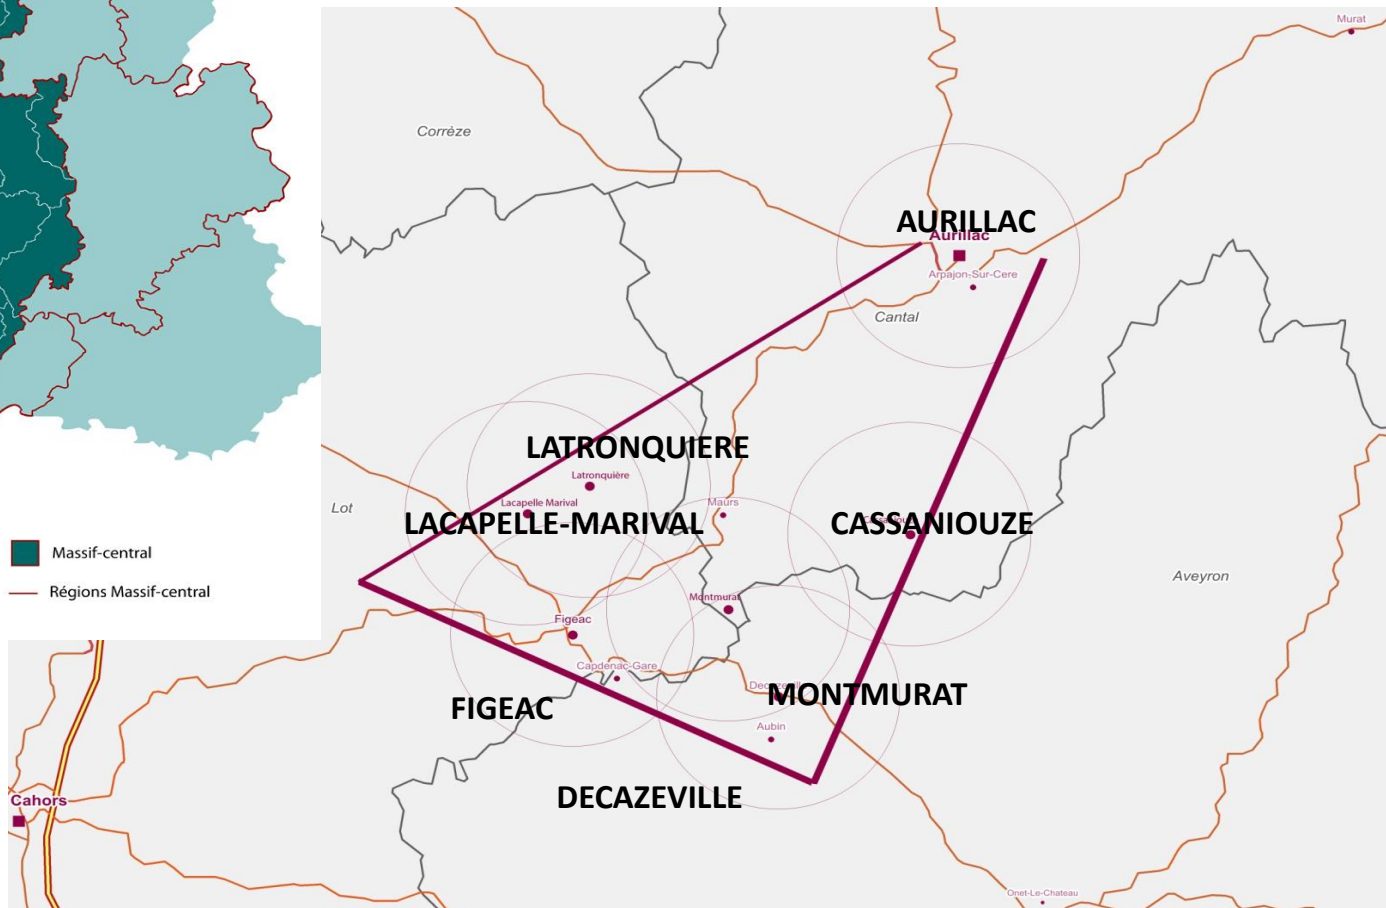 Murat
Corrèze
AURILLAC
Aurillac
Arpajon-Sur-Cere
Cantal
LATRONQUIERE
Latronquière
Lacapelle Marival
Maurs
Lot
LACAPELLE-MARIVAL
CASSANIOUZE
Massif-central
Régions Massif-central
Aveyron
Montmurat
Figeac
Capdenac-Gare
MONTMURAT
FIGEAC
Aubin
DECAZEVILLE
Cahors
Onet-Le-Chateau